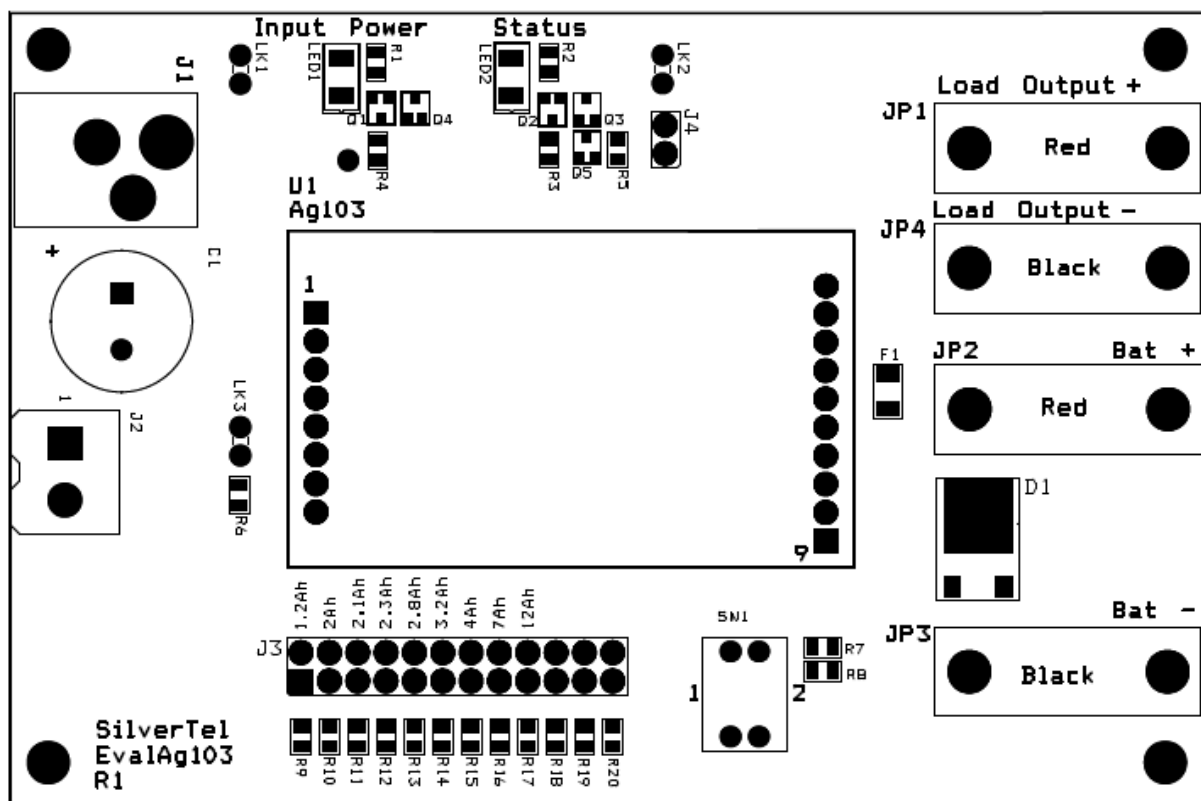 Input Power
Status
J1
LK1
LED1
R1
LED2
R2
LK2
Q1
Q4
Q2
Q3
J4
R4
R3
D5
R5
U1
Ag103
Load Output +
JP1
Red
Load Output -
JP4
Black
+
C1
1
9
F1
JP2
Bat +
Red
1
J2
LK3
R6
D1
1.2Ah
2Ah
2.1Ah
2.3Ah
2.8Ah
3.2Ah
4Ah
7Ah
12Ah
J3
SW1
1
2
R7
R8
Bat -
JP3
Black
SilverTel
EvalAg103
R1
R9
R10
R11
R12
R13
R14
R15
R16
R17
R18
R19
R20